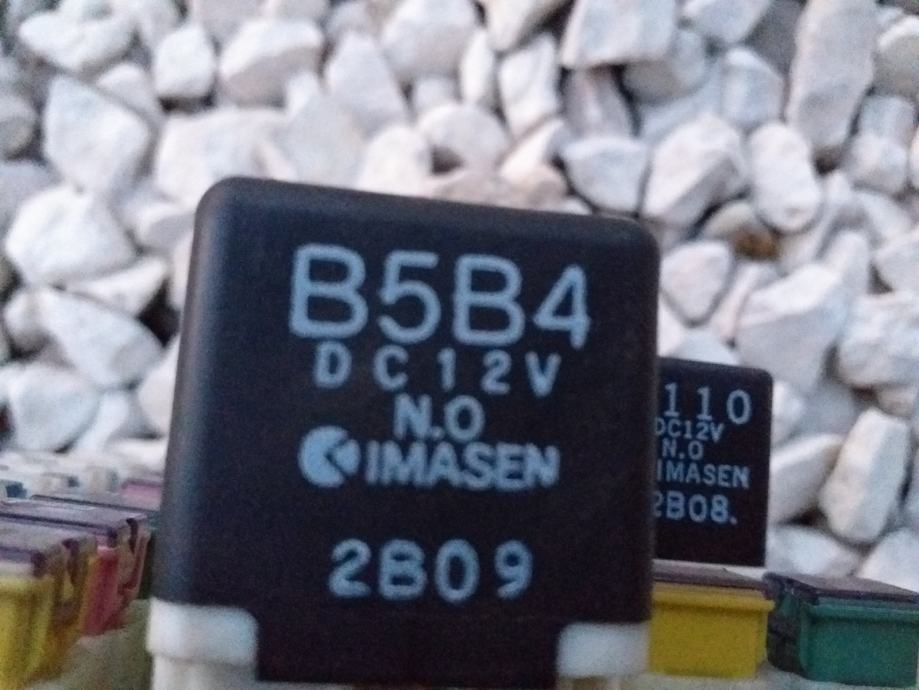 B5B4
DC12V
N.O
IMASEN
2B09
110
DC12V
N.O
IMASEN
2B08.